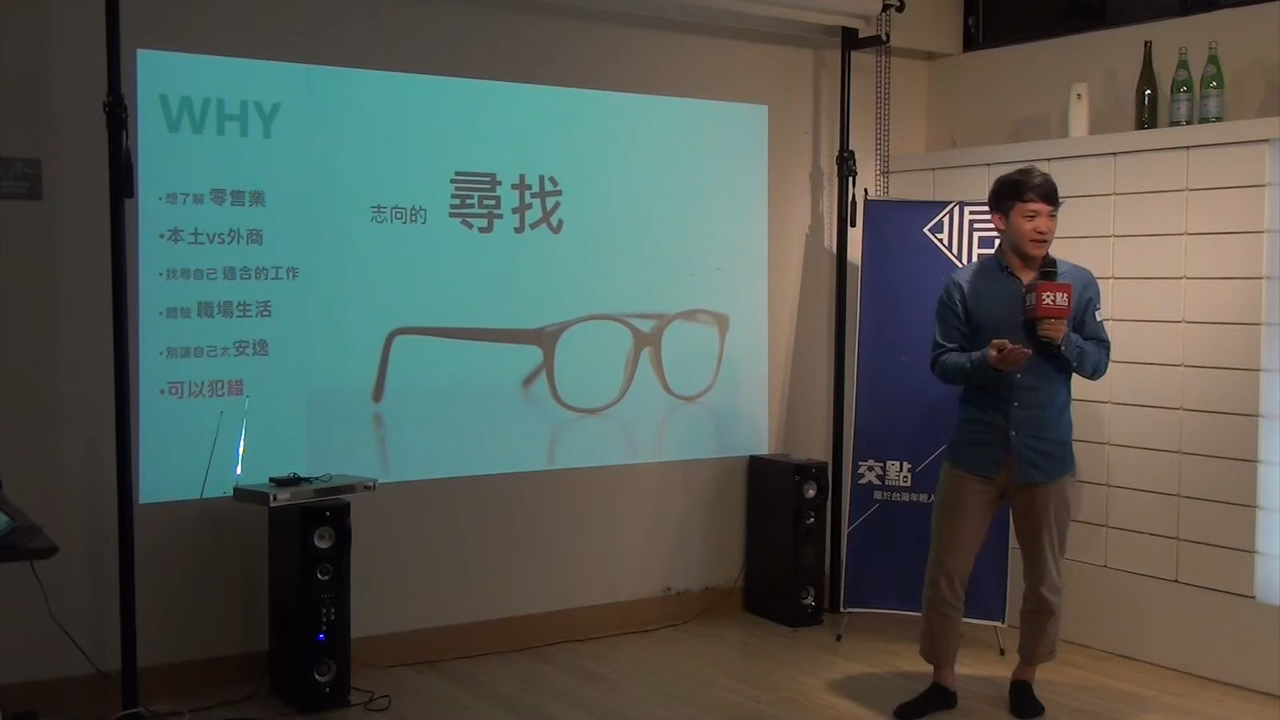 WHY
•想了解 零售業
•本土vs外商
•找尋自己 適合的工作
•體驗 職場生活
•別讓自己太安逸
•可以犯錯
志向的 尋找
交點
交點
屬於台灣年輕人